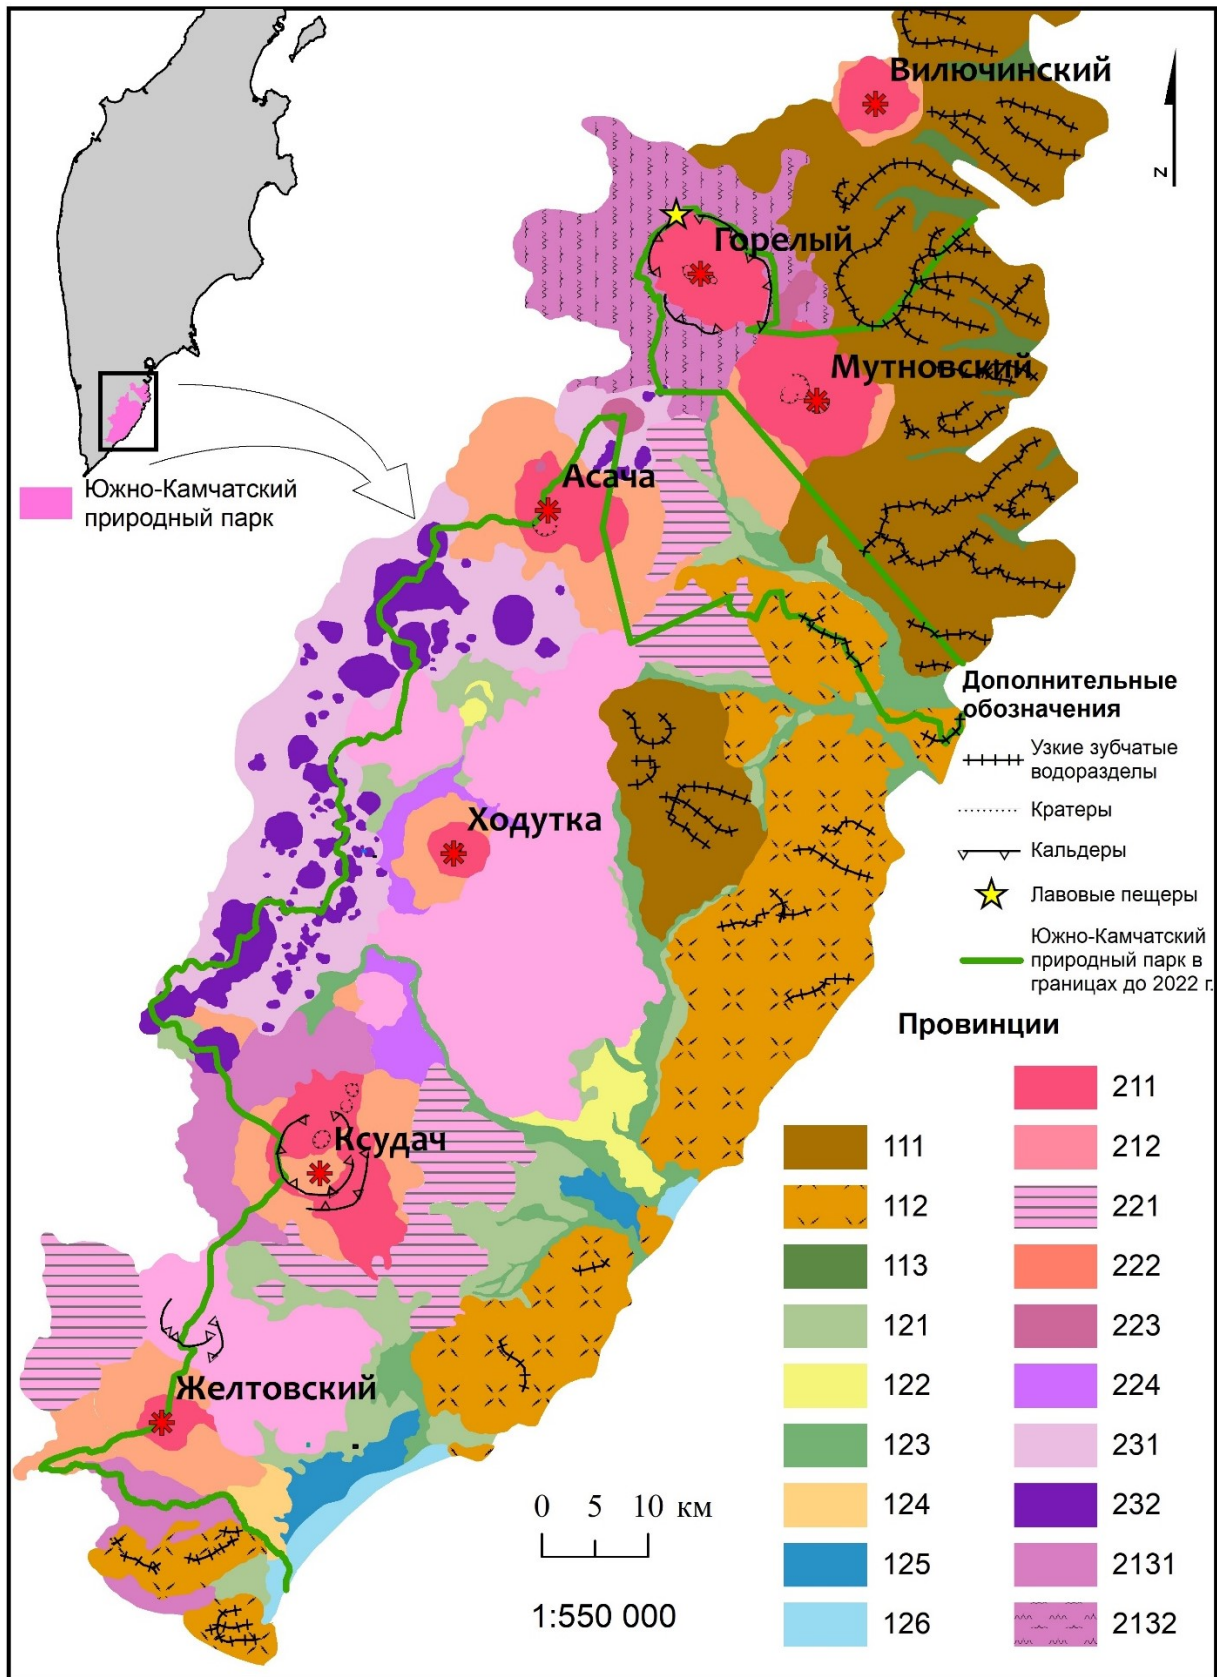 Вилючинский
Z
Горелый
Мутновский
Асача
Южно-Камчатский
природный парк
Дополнительные
обозначения
Узкие зубчатые
водоразделы
Ходутка
Кратеры
Кальдеры
Лавовые пещеры
Южно-Камчатский
природный парк в
границах до 2022 г.
Провинции
Ксудач
Желтовский
211
111
212
112
221
113
222
121
223
122
224
123
231
124
232
125
2131
126
2132
0 5 10 км
1:550 000